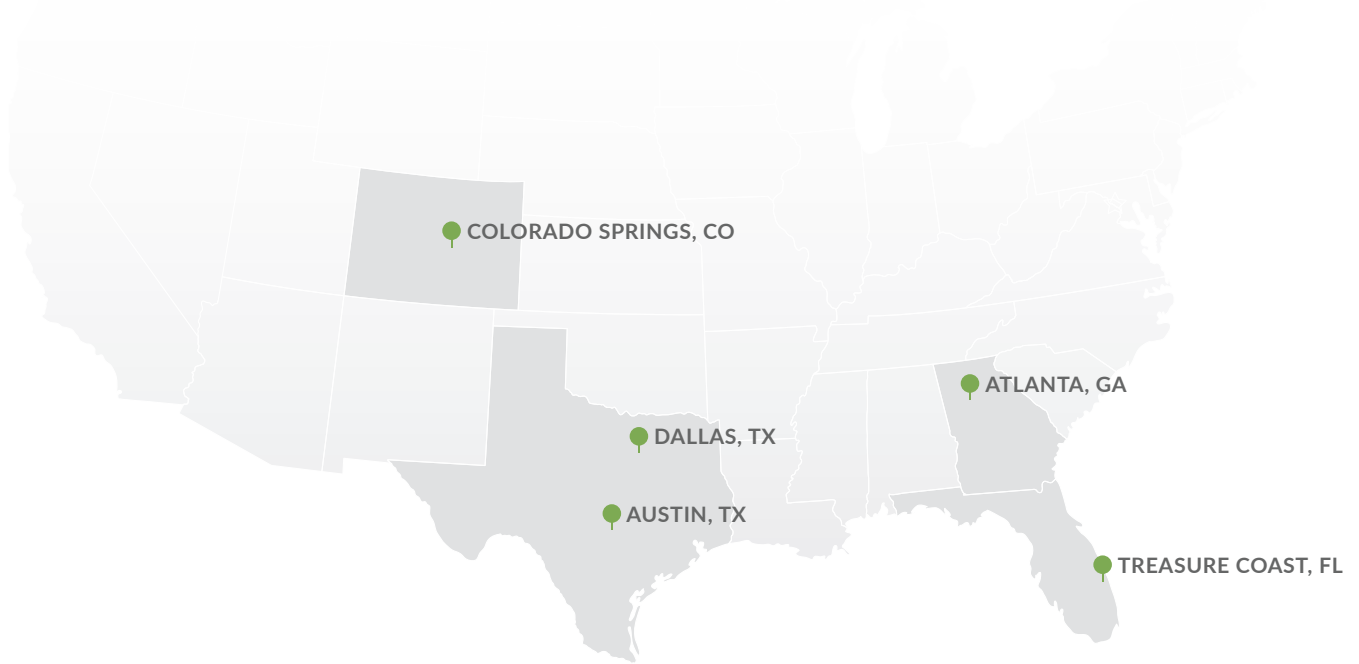 COLORADO SPRINGS, CO
ATLANTA, GA
DALLAS, TX
AUSTIN, TX
TREASURE COAST, FL